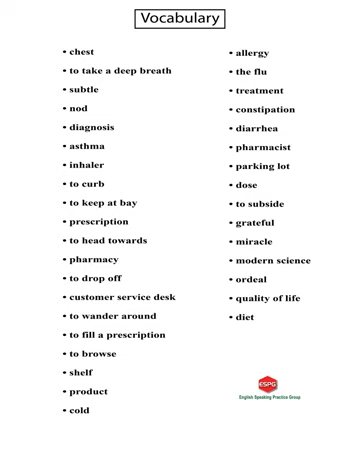 Vocabulary
• chest
• to take a deep breath
• subtle
• nod
• diagnosis
• asthma
• inhaler
• to curb
• to keep at bay
• prescription
• to head towards
• pharmacy
• to drop off
• customer service desk
• to wander around
• to fill a prescription
• to browse
• shelf
• product
• cold
• allergy
• the flu
• treatment
• constipation
• diarrhea
• pharmacist
• parking lot
• dose
• to subside
• grateful
• miracle
• modern science
• ordeal
• quality of life
• diet
ESPG
English Speaking Practice Group